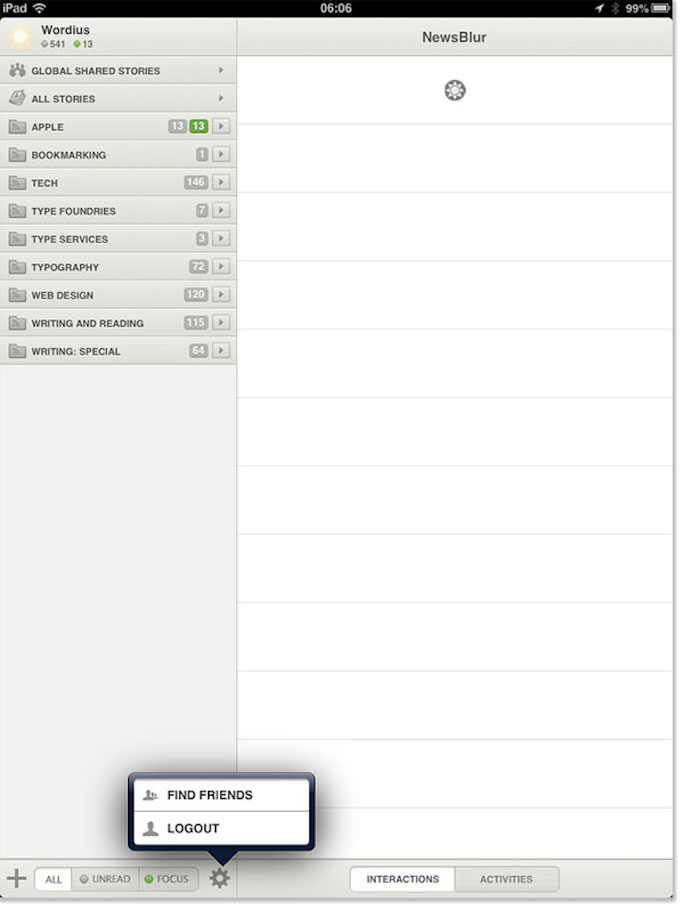 iPad 06:06 99%
Wordius NewsBlur
541 13
GLOBAL SHARED STORIES
ALL STORIES
APPLE 13 13
BOOKMARKING 1
TECH 146
TYPE FOUNDRIES 7
TYPE SERVICES 3
TYPOGRAPHY 72
WEB DESIGN 120
WRITING AND READING 115
WRITING: SPECIAL 64
FIND FRIENDS
LOGOUT
ALL UNREAD FOCUS INTERACTIONS ACTIVITIES